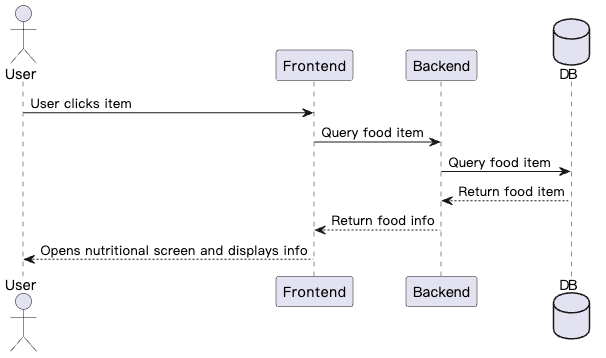 User
Frontend
Backend
DB
User clicks item
Query food item
Query food item
Return food item
Return food info
Opens nutritional screen and displays info
User
Frontend
Backend
DB